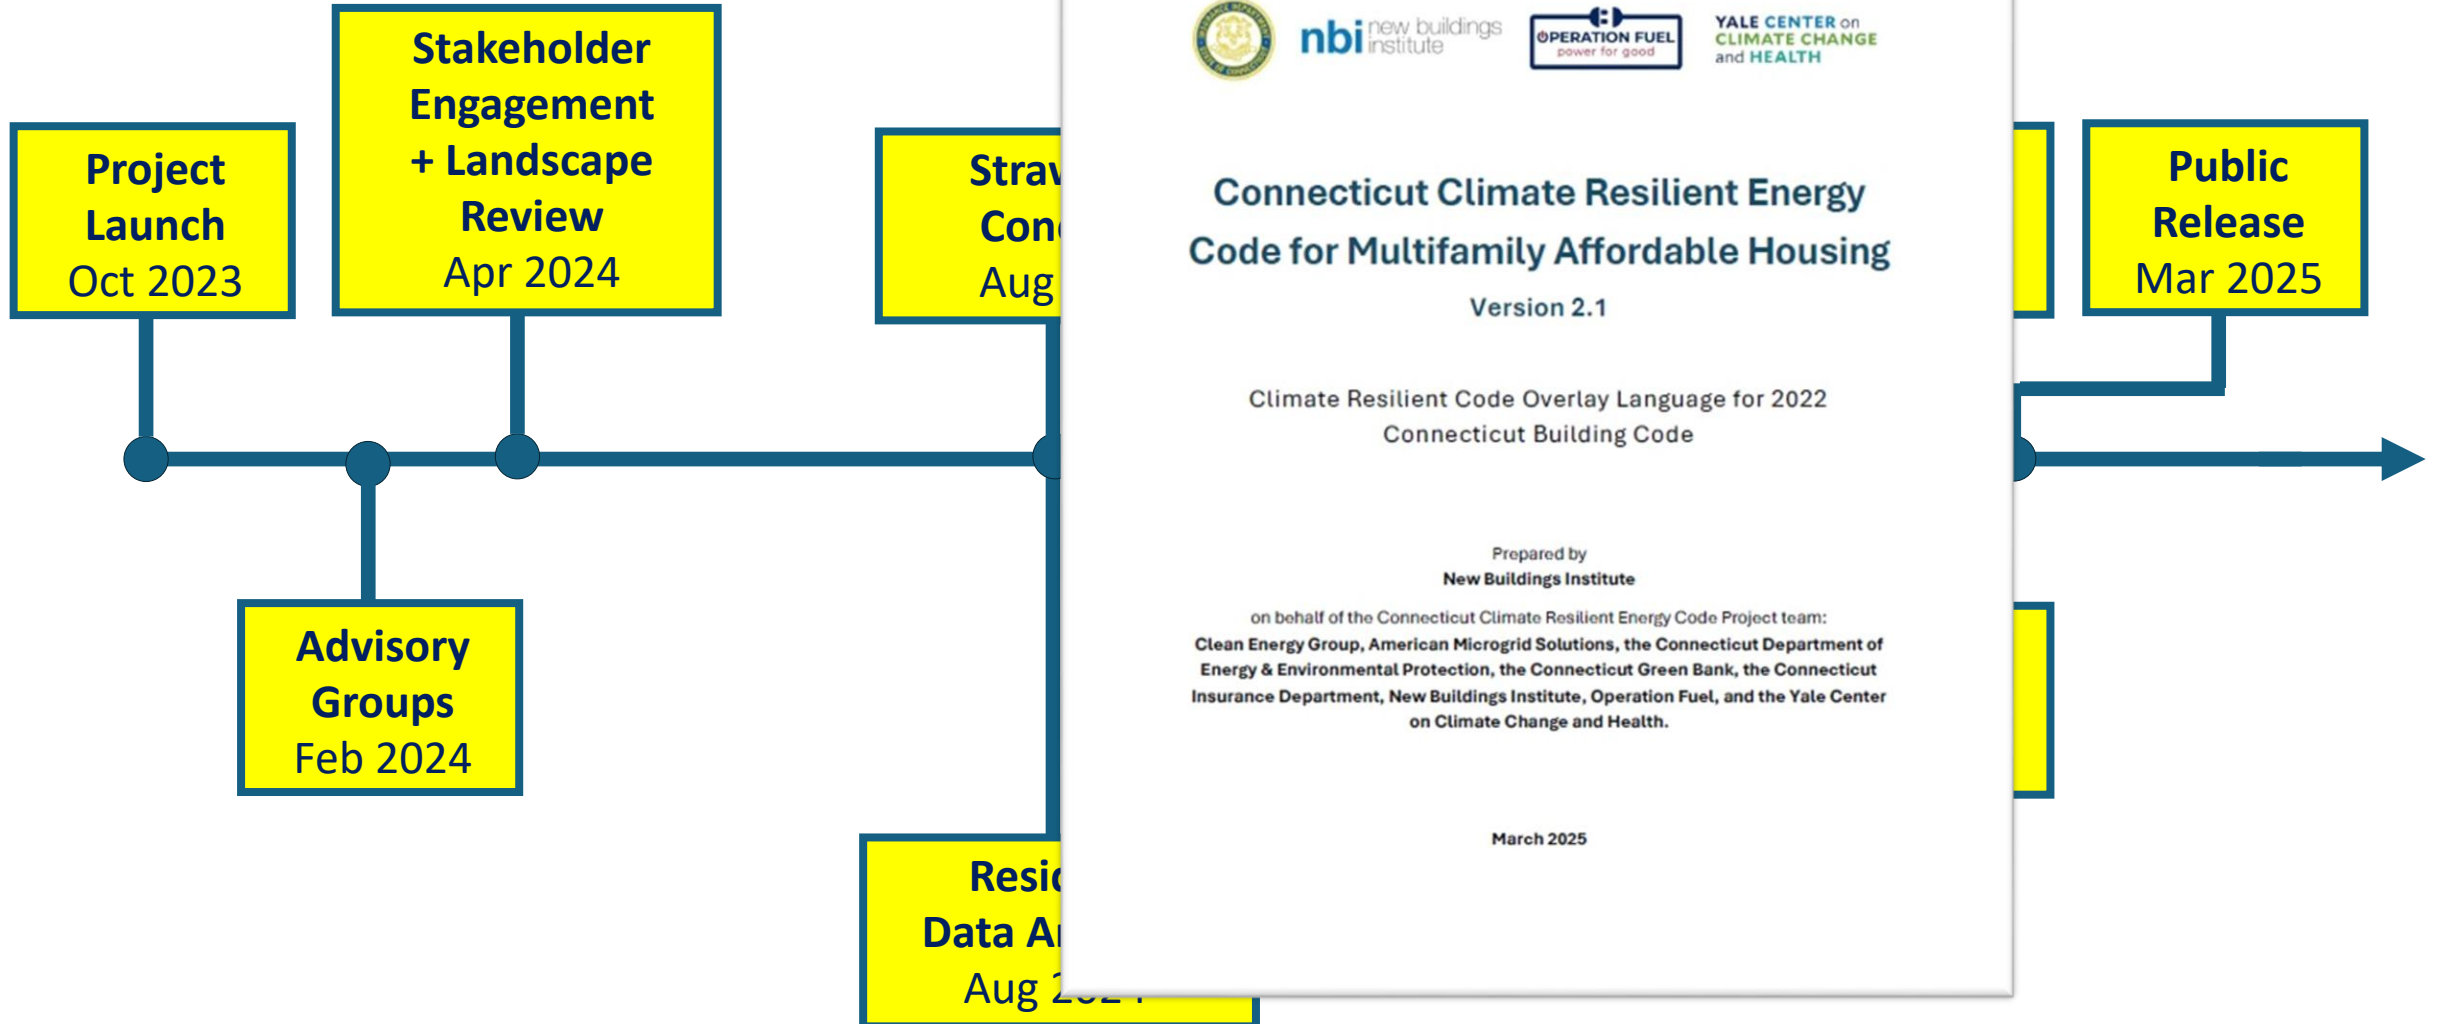 Project
Launch
Oct 2023
Stakeholder
Engagement
+ Landscape
Review
Apr 2024
Advisory
Groups
Feb 2024
Aug
Data
Aug 2024
nbi new buildings
institute
OPERATION FUEL
power for good
YALE CENTER on
CLIMATE CHANGE
and HEALTH
Connecticut Climate Resilient Energy
Code for Multifamily Affordable Housing
Version 2.1
Climate Resilient Code Overlay Language for 2022
Connecticut Building Code
Prepared by
New Buildings Institute
on behalf of the Connecticut Climate Resilient Energy Code Project team:
Clean Energy Group, American Microgrid Solutions, the Connecticut Department of
Energy & Environmental Protection, the Connecticut Green Bank, the Connecticut
Insurance Department, New Buildings Institute, Operation Fuel, and the Yale Center
on Climate Change and Health.
March 2025
Public
Release
Mar 2025